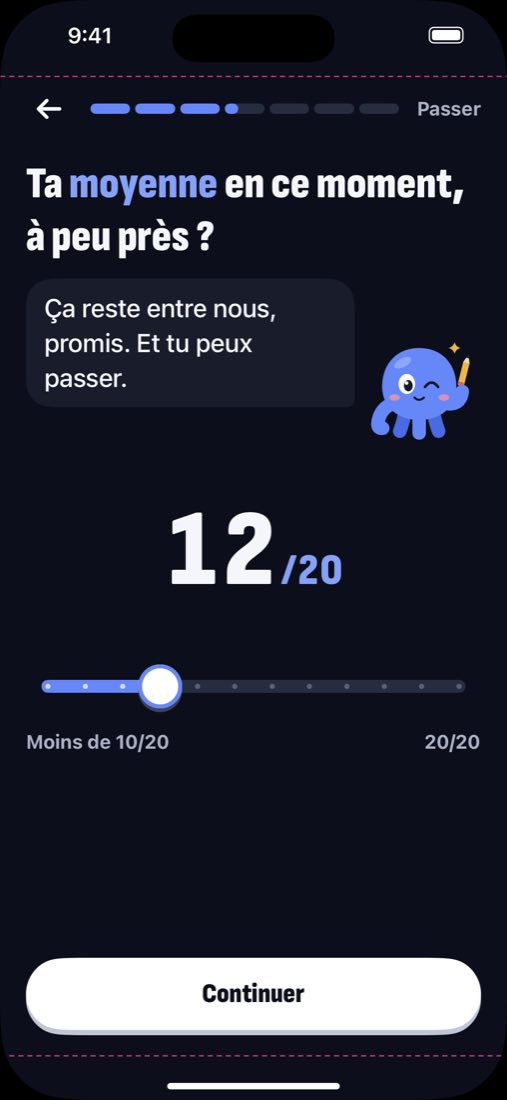 9:41
Passer
Ta moyenne en ce moment,
à peu près ?
Ça reste entre nous,
promis. Et tu peux
passer.
12/20
Moins de 10/20
20/20
Continuer